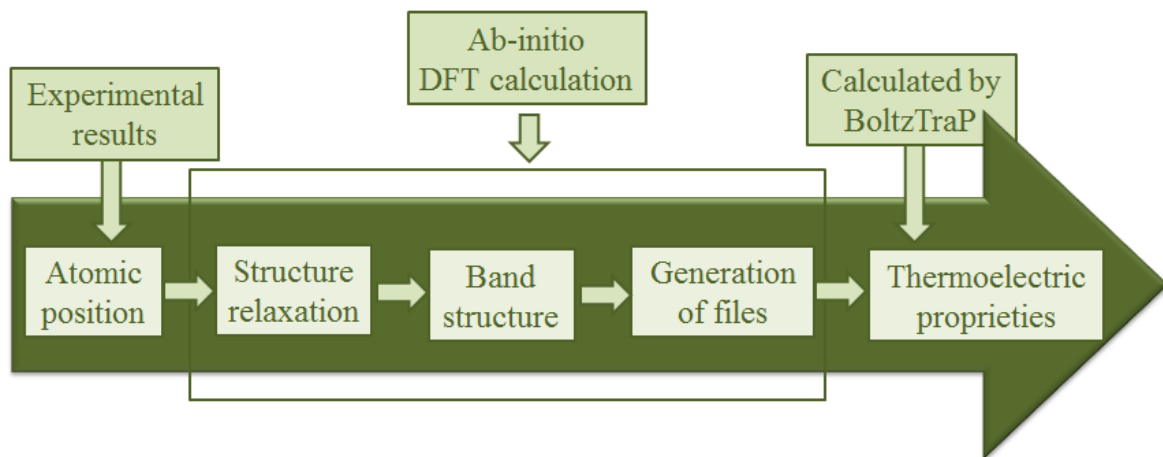 Ab-initio
DFT calculation
Experimental
results
Calculated by
BoltzTraP
Atomic
position
Structure
relaxation
Band
structure
Generation
of files
Thermoelectric
proprieties